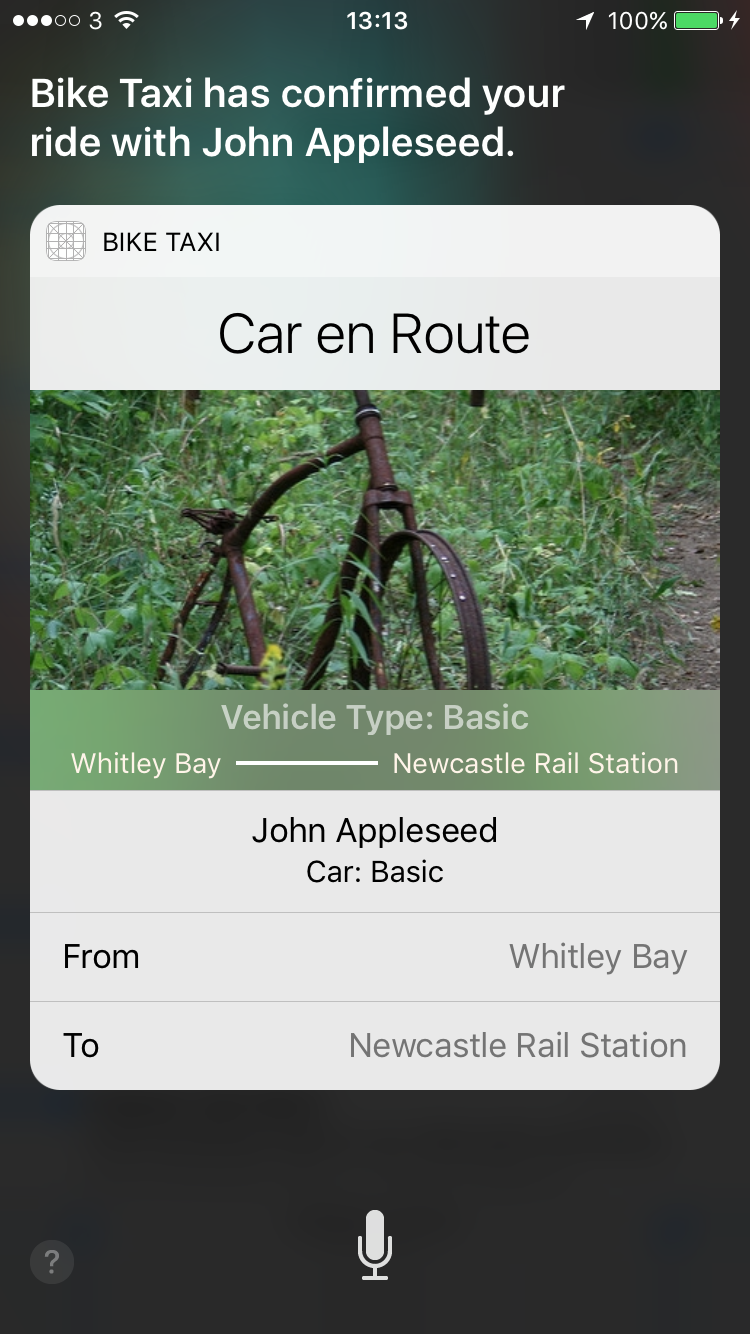 3 13:13 100%
Bike Taxi has confirmed your
ride with John Appleseed.
BIKE TAXI
Car en Route
Vehicle Type: Basic
Whitley Bay Newcastle Rail Station
John Appleseed
Car: Basic
From Whitley Bay
To Newcastle Rail Station
?